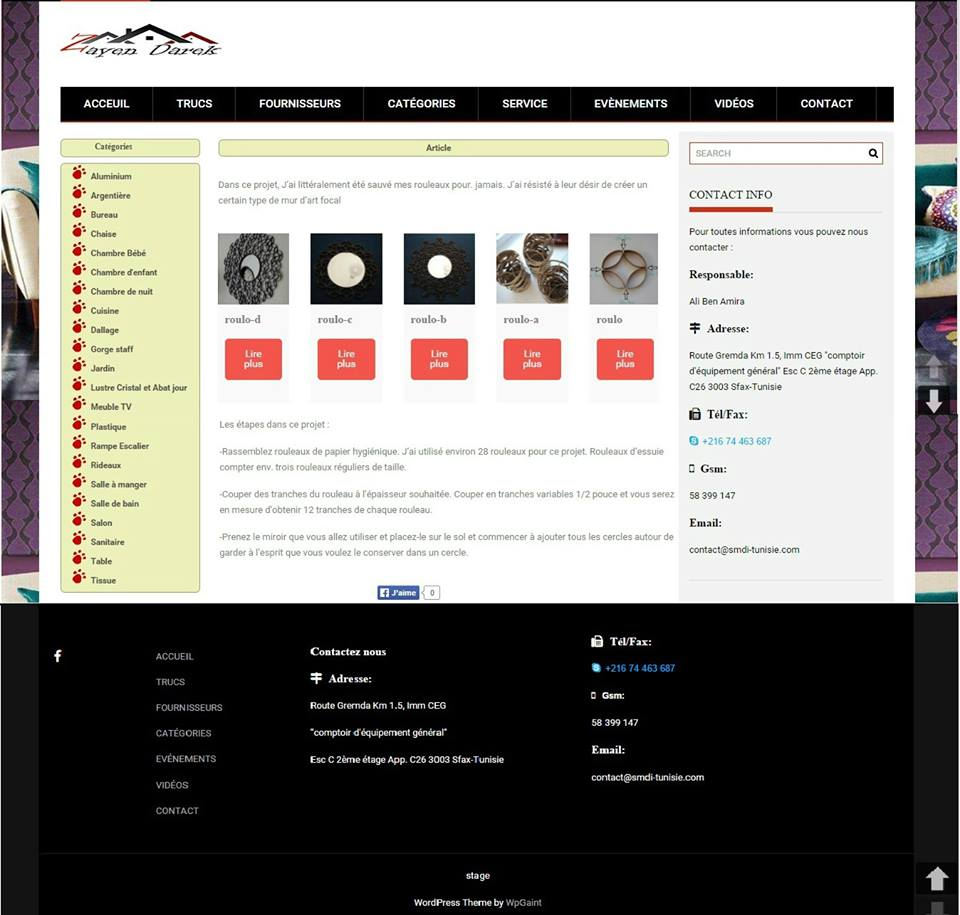 Zayen Darek
ACCEUIL TRUCS FOURNISSEURS CATÉGORIES SERVICE EVÈNEMENTS VIDÉOS CONTACT
Catégories
Aluminium
Argentière
Bureau
Chaise
Chambre Bébé
Chambre d'enfant
Chambre de nuit
Cuisine
Dallage
Gorge staff
Jardin
Lustre Cristal et Abat jour
Meuble TV
Plastique
Rampe Escalier
Rideaux
Salle à manger
Salle de bain
Salon
Sanitaire
Table
Tissue
Article
Dans ce projet, J'ai littéralement été sauvé mes rouleaux pour. jamais. J'ai résisté à leur désir de créer un
certain type de mur d'art focal
roulo-d roulo-c roulo-b roulo-a roulo
Lire Lire Lire Lire Lire
plus plus plus plus plus
Les étapes dans ce projet :
-Rassemblez rouleaux de papier hygiénique. J'ai utilisé environ 28 rouleaux pour ce projet. Rouleaux d'essuie
compter env. trois rouleaux réguliers de taille.
-Couper des tranches du rouleau à l'épaisseur souhaitée. Couper en tranches variables 1/2 pouce et vous serez
en mesure d'obtenir 12 tranches de chaque rouleau.
-Prenez le miroir que vous allez utiliser et placez-le sur le sol et commencer à ajouter tous les cercles autour de
garder à l'esprit que vous voulez le conserver dans un cercle.
J'aime 0
SEARCH
CONTACT INFO
Pour toutes informations vous pouvez nous
contacter :
Responsable:
Ali Ben Amira
Adresse:
Route Gremda Km 1.5, Imm CEG "comptoir
d'équipement général" Esc C 2ème étage App.
C26 3003 Sfax-Tunisie
Tél/Fax:
+216 74 463 687
Gsm:
58 399 147
Email:
contact@smdi-tunisie.com
ACCUEIL
TRUCS
FOURNISSEURS
CATÉGORIES
EVÉNEMENTS
VIDÉOS
CONTACT
Contactez nous
Adresse:
Route Gremda Km 1.5, Imm CEG
"comptoir d'équipement général"
Esc C 2ème étage App. C26 3003 Sfax-Tunisie
Tél/Fax:
+216 74 463 687
Gsm:
58 399 147
Email:
contact@smdi-tunisie.com
stage
WordPress Theme by WpGaint